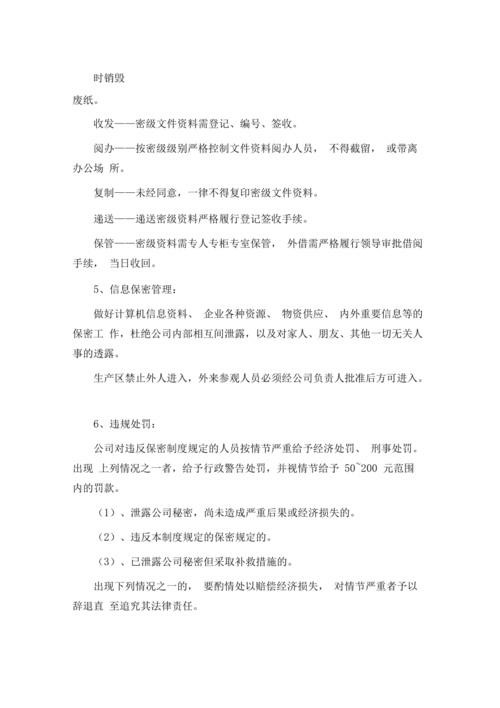 时销毁
废纸。
收发——密级文件资料需登记、编号、签收。
阅办——按密级级别严格控制文件资料阅办人员， 不得截留， 或带离
办公场 所。
复制——未经同意，一律不得复印密级文件资料。
递送——递送密级资料严格履行登记签收手续。
保管——密级资料需专人专柜专室保管， 外借需严格履行领导审批借阅
手续， 当日收回。
5、信息保密管理：
做好计算机信息资料、 企业各种资源、 物资供应、 内外重要信息等的
保密工 作，杜绝公司内部相互间泄露，以及对家人、朋友、其他一切无关人
事的透露。
生产区禁止外人进入，外来参观人员必须经公司负责人批准后方可进入。
6、违规处罚：
公司对违反保密制度规定的人员按情节严重给予经济处罚、 刑事处罚。
出现 上列情况之一者，给予行政警告处罚，并视情节给予 50~200 元范围
内的罚款。
（1）、泄露公司秘密，尚未造成严重后果或经济损失的。
（2）、违反本制度规定的保密规定的。
（3）、已泄露公司秘密但采取补救措施的。
出现下列情况之一的， 要酌情处以赔偿经济损失， 对情节严重者予以
辞退直 至追究其法律责任。